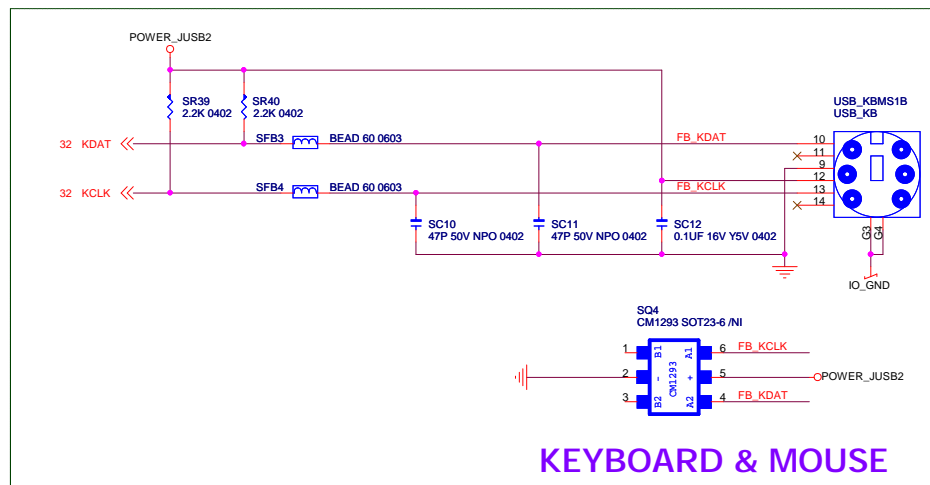 POWER_JUSB2
SR39
2.2K 0402
SR40
2.2K 0402
USB_KBMS1B
USB_KB
32 KDAT
SFB3
BEAD 60 0603
FB_KDAT
10
11
9
12
13
14
32 KCLK
SFB4
BEAD 60 0603
FB_KCLK
SC10
47P 50V NPO 0402
SC11
47P 50V NPO 0402
SC12
0.1UF 16V Y5V 0402
G3
G4
IO_GND
SQ4
CM1293 SOT23-6 /NI
1
B1
A1
6
FB_KCLK
2
-
CM1293
+
5
POWER_JUSB2
3
B2
A2
4
FB_KDAT
KEYBOARD & MOUSE